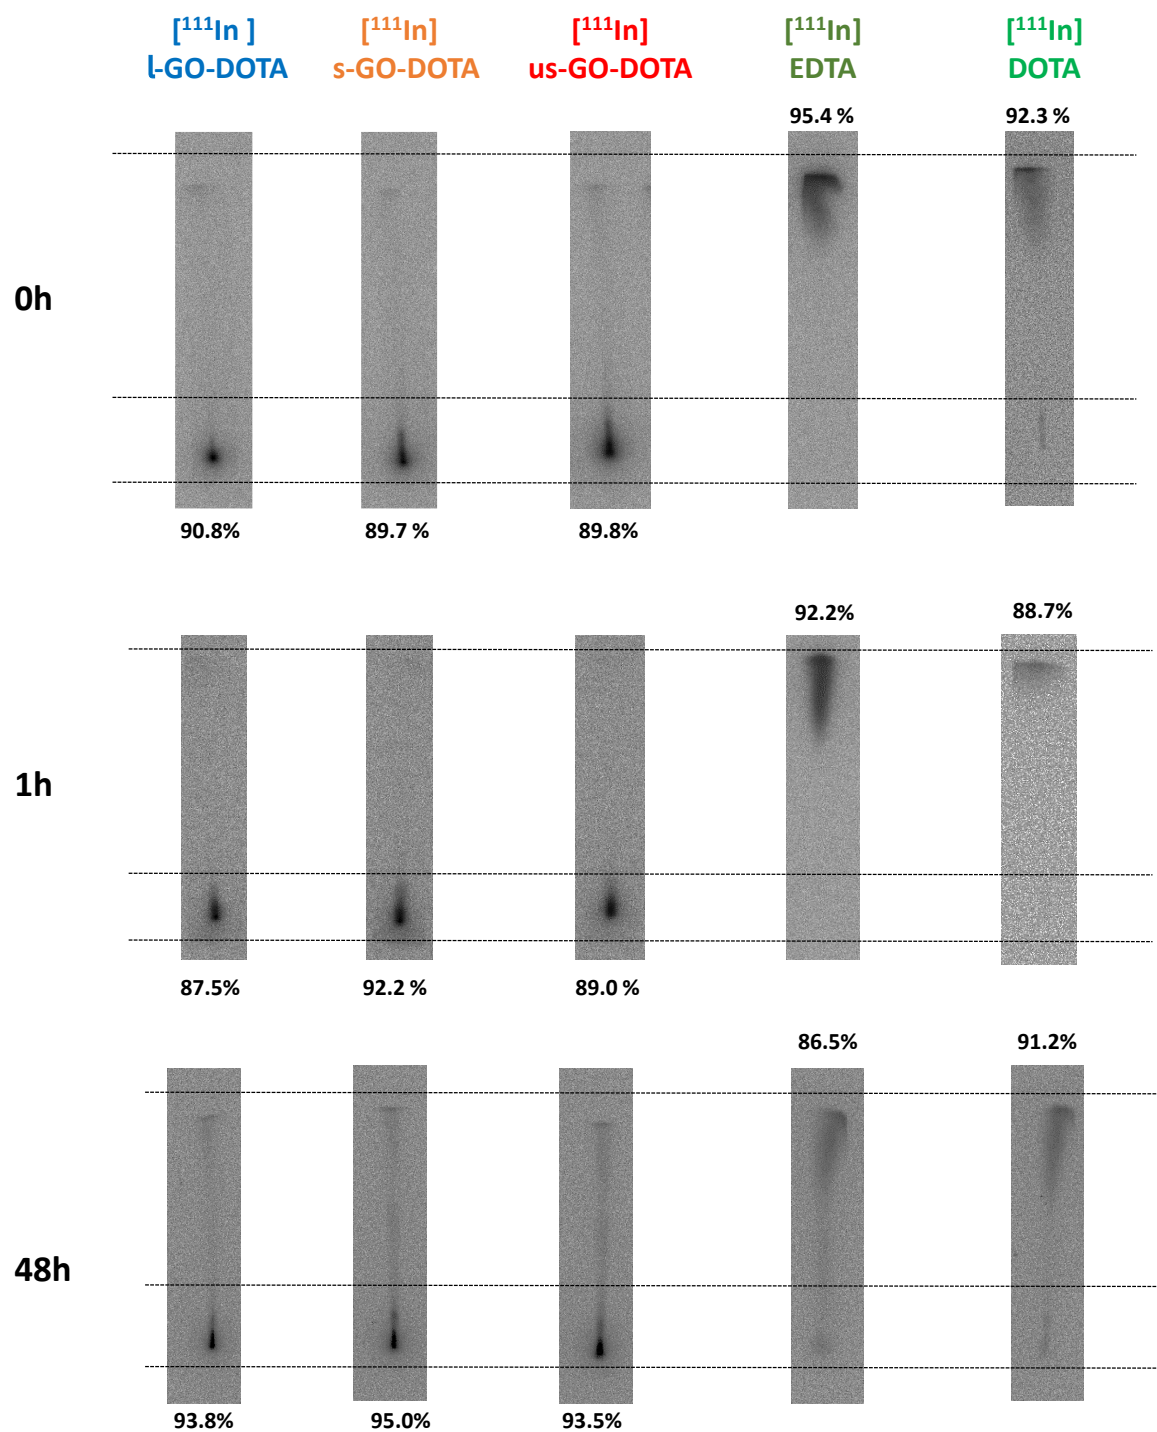 [¹¹¹In ] [¹¹¹In] [¹¹¹In] [¹¹¹In] [¹¹¹In]
l-GO-DOTA s-GO-DOTA us-GO-DOTA EDTA DOTA
95.4 % 92.3 %
0h
90.8% 89.7 % 89.8%
92.2% 88.7%
1h
87.5% 92.2 % 89.0 %
86.5% 91.2%
48h
93.8% 95.0% 93.5%